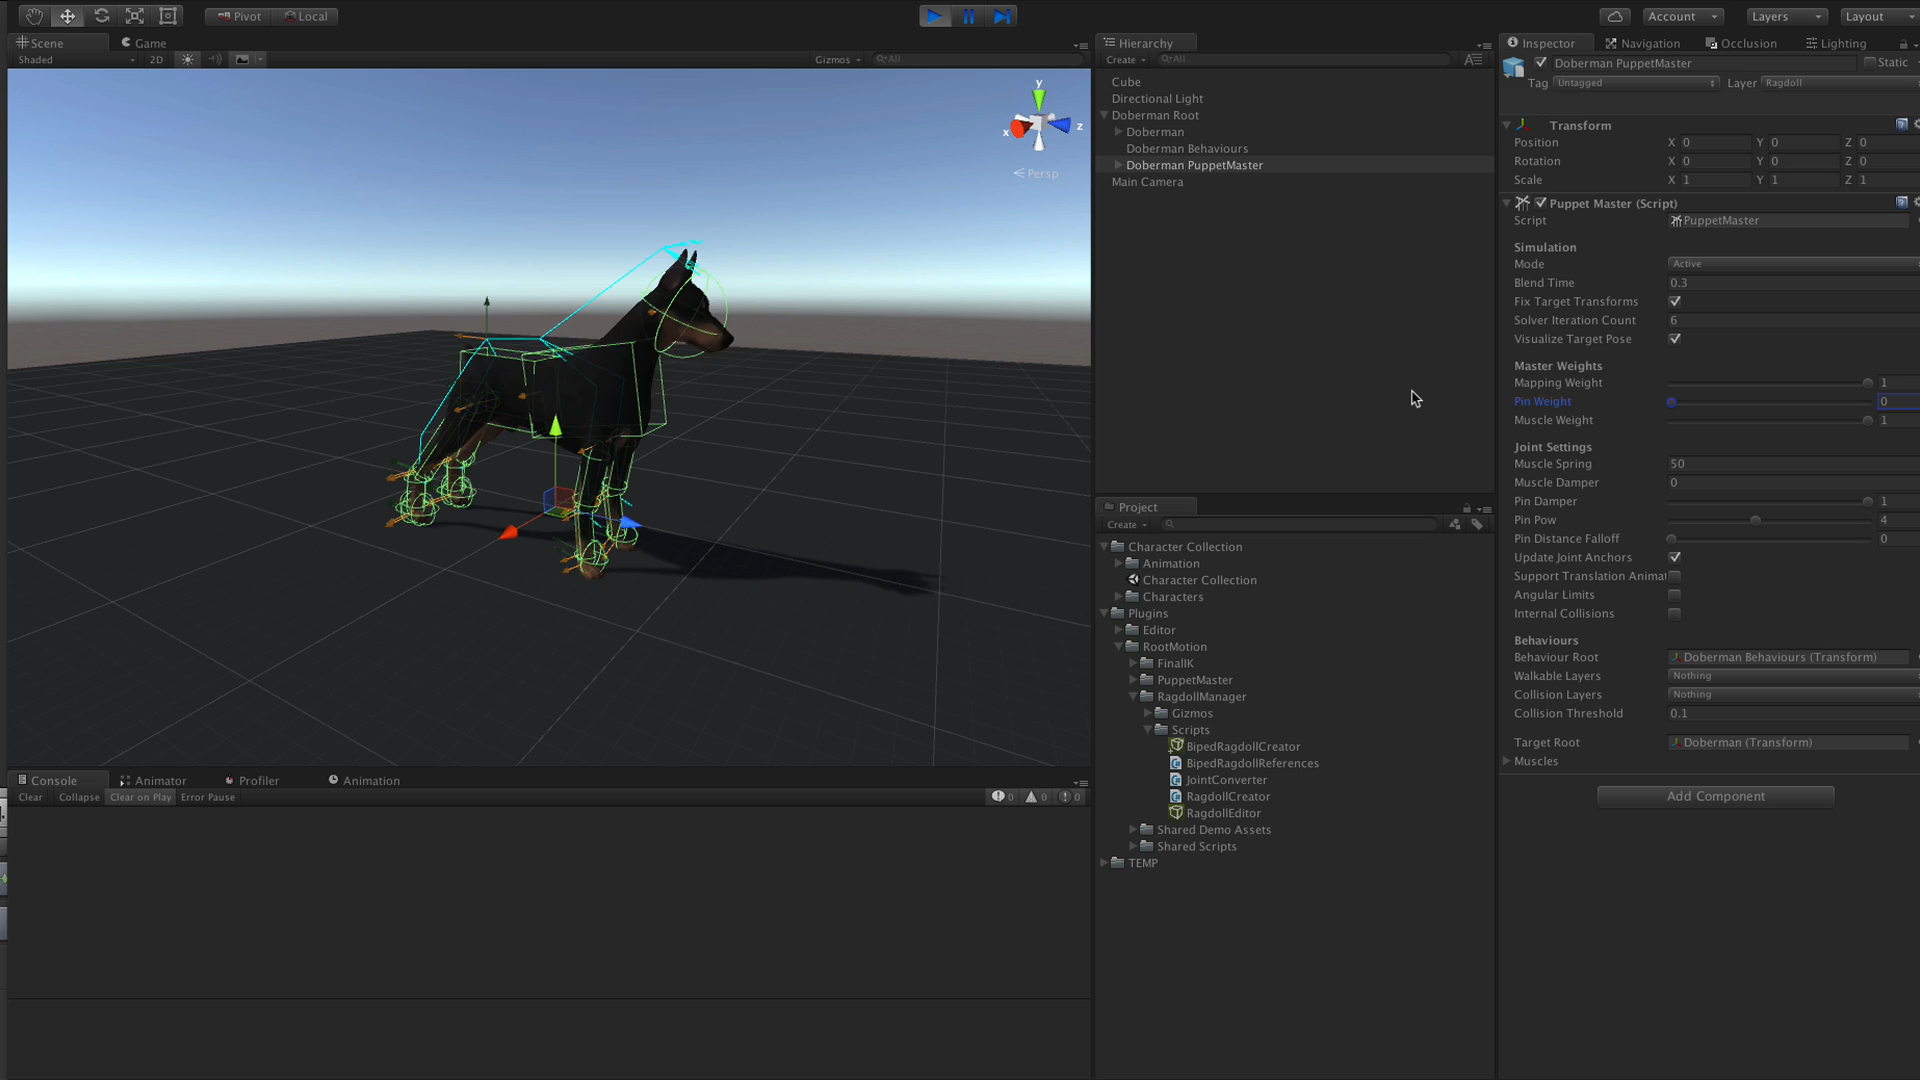 Pivot Local Account Layers Layout
Scene Game
Shaded 2D Gizmos All
y
x z
Persp
Console Animator Profiler Animation
Clear Collapse Clear on Play Error Pause 0 0 0
Hierarchy
Create All
Cube
Directional Light
Doberman Root
Doberman
Doberman Behaviours
Doberman PuppetMaster
Main Camera
Project
Create
Character Collection
Animation
Character Collection
Characters
Plugins
Editor
RootMotion
FinalIK
PuppetMaster
RagdollManager
Gizmos
Scripts
BipedRagdollCreator
BipedRagdollReferences
JointConverter
RagdollCreator
RagdollEditor
Shared Demo Assets
Shared Scripts
TEMP
Inspector Navigation Occlusion Lighting
Doberman PuppetMaster Static
Tag Untagged Layer Ragdoll
Transform
Position X 0 Y 0 Z 0
Rotation X 0 Y 0 Z 0
Scale X 1 Y 1 Z 1
Puppet Master (Script)
Script PuppetMaster
Simulation
Mode Active
Blend Time 0.3
Fix Target Transforms
Solver Iteration Count 6
Visualize Target Pose
Master Weights
Mapping Weight 1
Pin Weight 0
Muscle Weight 1
Joint Settings
Muscle Spring 50
Muscle Damper 0
Pin Damper 1
Pin Pow 4
Pin Distance Falloff 0
Update Joint Anchors
Support Translation Animat
Angular Limits
Internal Collisions
Behaviours
Behaviour Root Doberman Behaviours (Transform)
Walkable Layers Nothing
Collision Layers Nothing
Collision Threshold 0.1
Target Root Doberman (Transform)
Muscles
Add Component